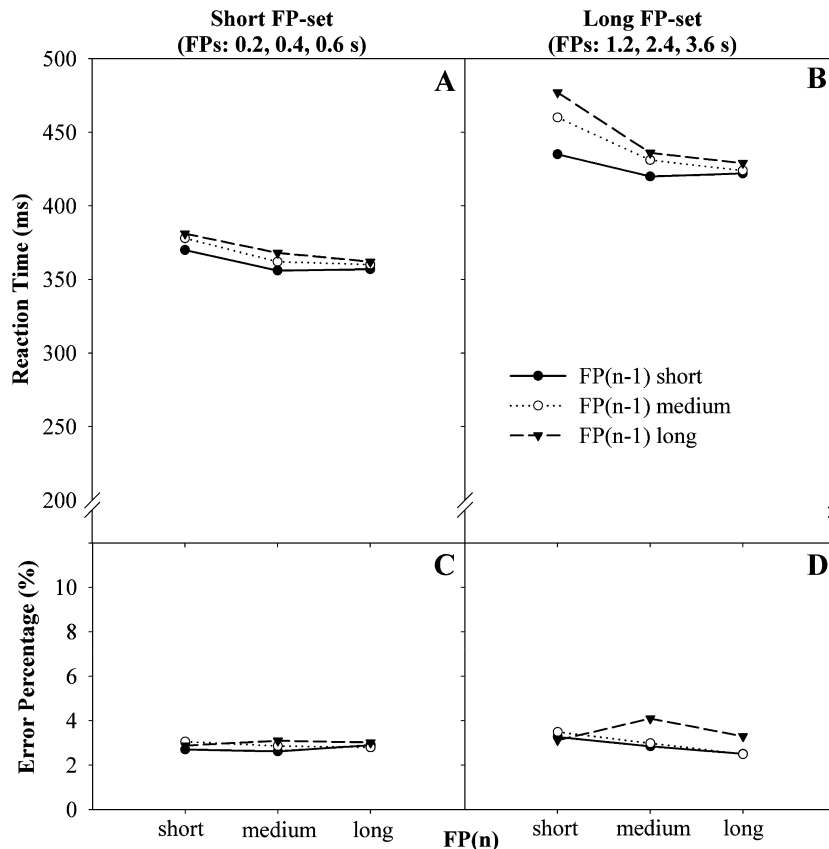 Short FP-set
(FPs: 0.2, 0.4, 0.6 s)
Long FP-set
(FPs: 1.2, 2.4, 3.6 s)
A
B
500
450
400
350
300
250
200
Reaction Time (ms)
FP(n-1) short
FP(n-1) medium
FP(n-1) long
C
D
10
8
6
4
2
0
Error Percentage (%)
short medium long
short medium long
FP(n)